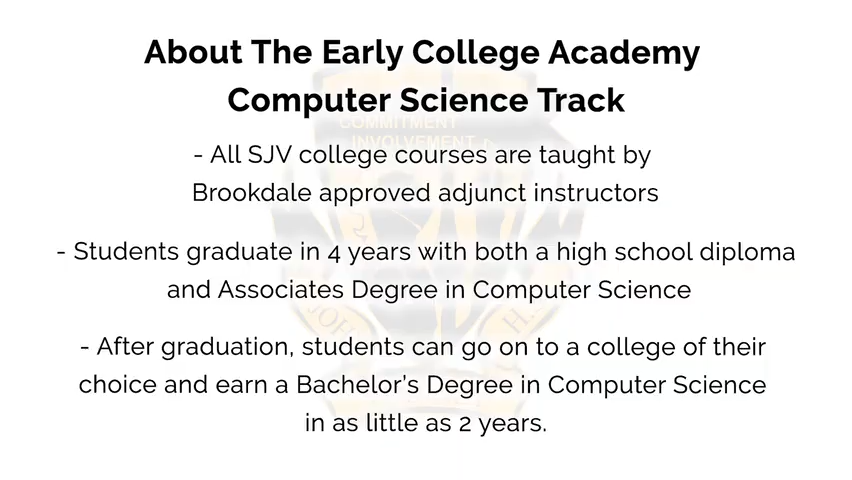 About The Early College Academy
Computer Science Track
COMMITMENT
INVOLVEMENT
- All SJV college courses are taught by
Brookdale approved adjunct instructors
- Students graduate in 4 years with both a high school diploma
and Associates Degree in Computer Science
- After graduation, students can go on to a college of their
choice and earn a Bachelor's Degree in Computer Science
in as little as 2 years.